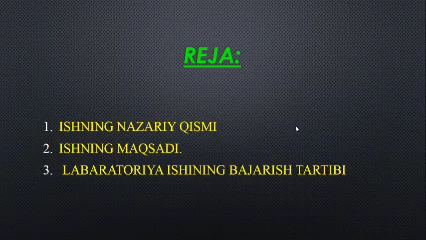 REJA:
1. ISHNING NAZARIY QISMI
2. ISHNING MAQSADI.
3. LABARATORIYA ISHINING BAJARISH TARTIBI